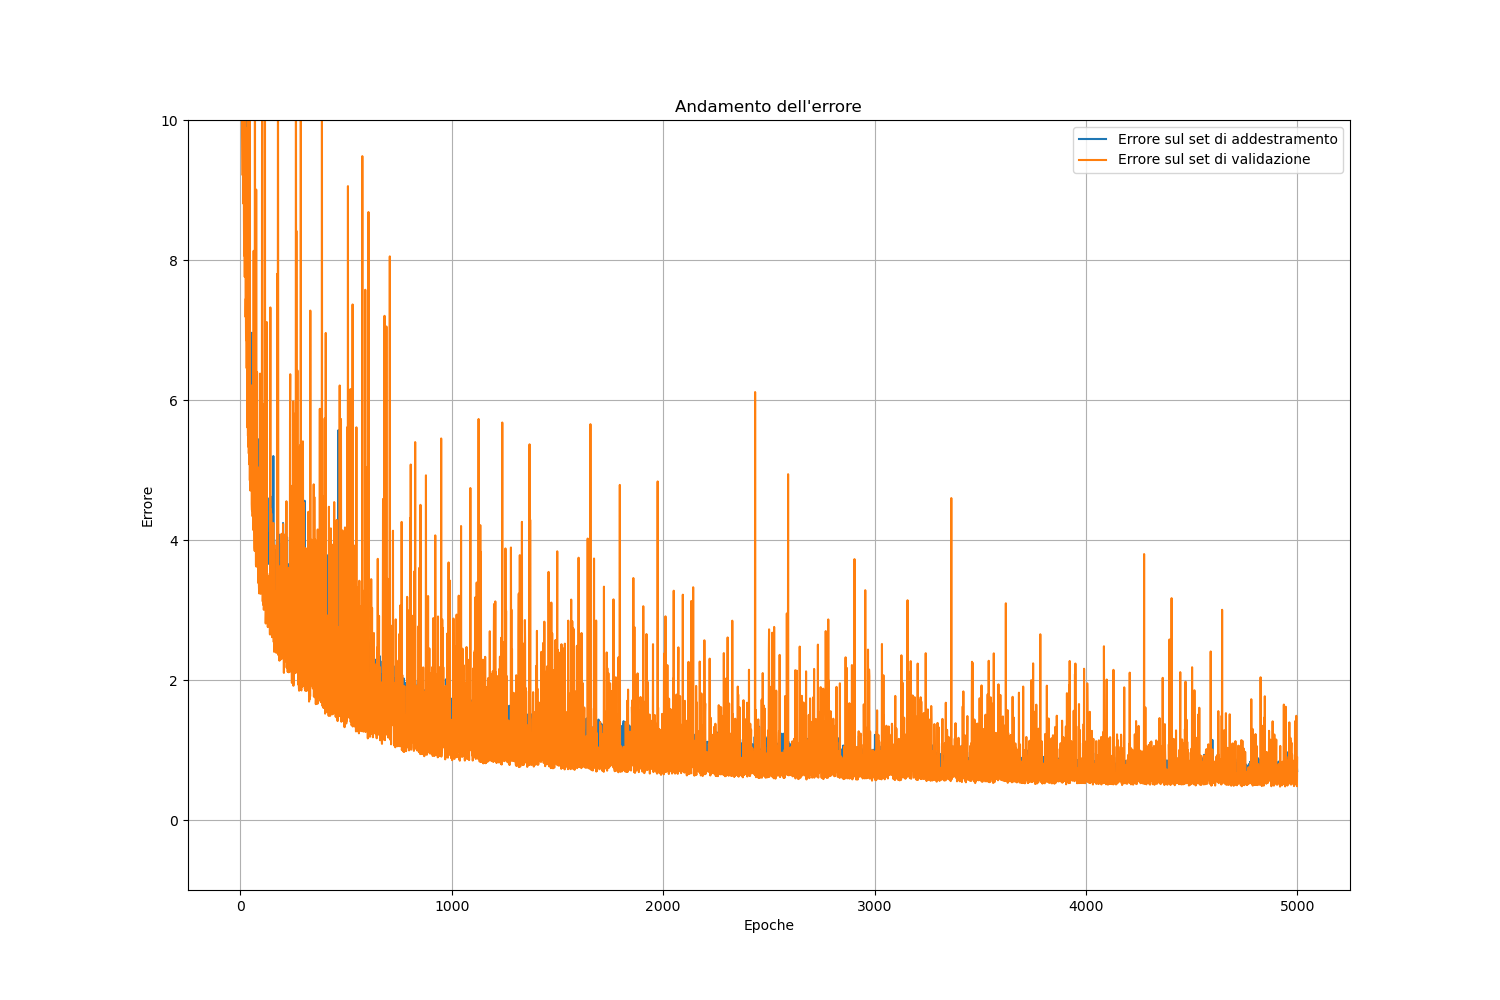 Andamento dell'errore
Errore sul set di addestramento
Errore sul set di validazione
10
8
6
4
2
0
Errore
0 1000 2000 3000 4000 5000
Epoche